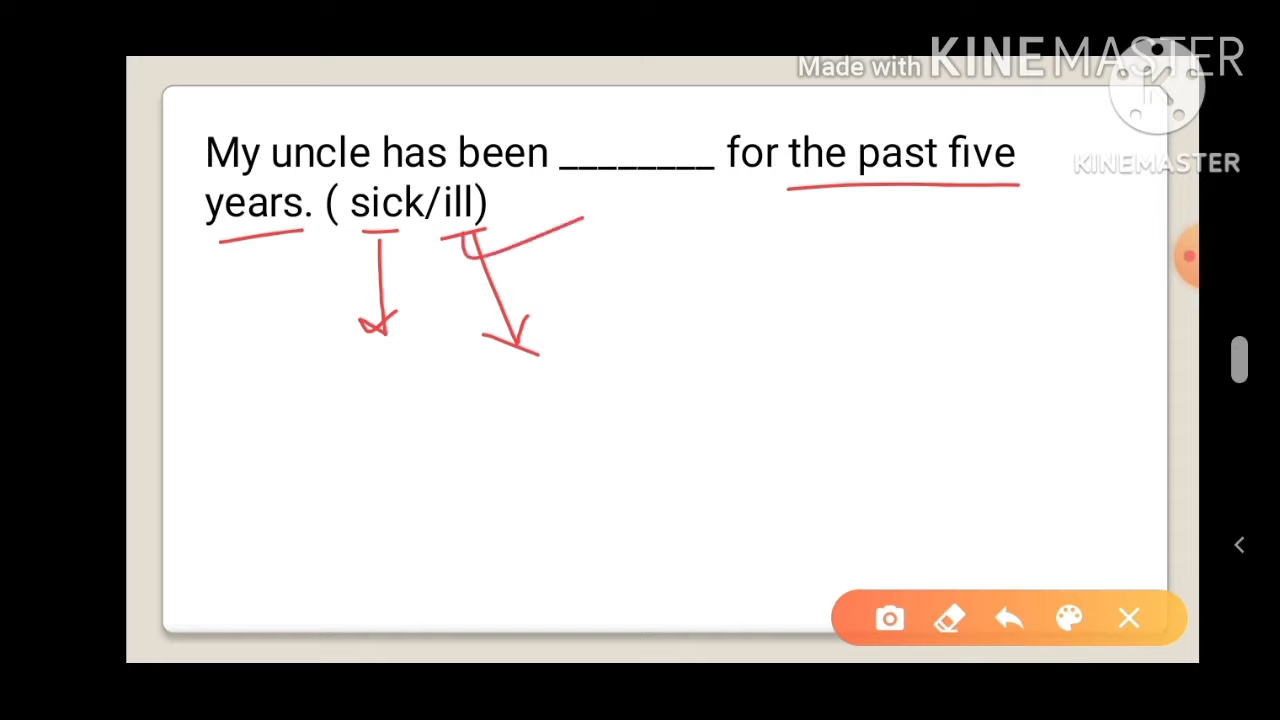 Made with KINEMASTER
KINEMASTER
My uncle has been ________ for the past five
years. ( sick/ill)